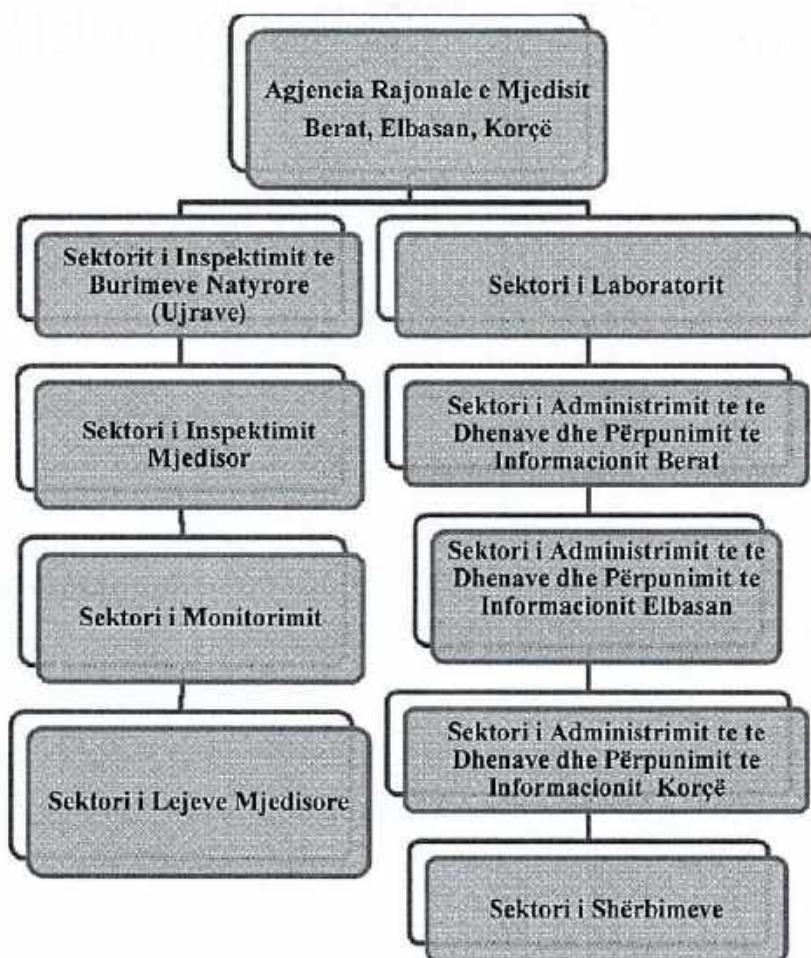 Agjencia Rajonale e Mjedisit
Berat, Elbasan, Korçë
Sektorit i Inspektimit te
Burimeve Natyrore
(Ujrave)
Sektori i Inspektimit
Mjedisor
Sektori i Monitorimit
Sektori i Lejeve Mjedisore
Sektori i Laboratorit
Sektori i Administrimit te te
Dhenave dhe Përpunimit te
Informacionit Berat
Sektori i Administrimit te te
Dhenave dhe Përpunimit te
Informacionit Elbasan
Sektori i Administrimit te te
Dhenave dhe Përpunimit te
Informacionit Korçë
Sektori i Shërbimeve